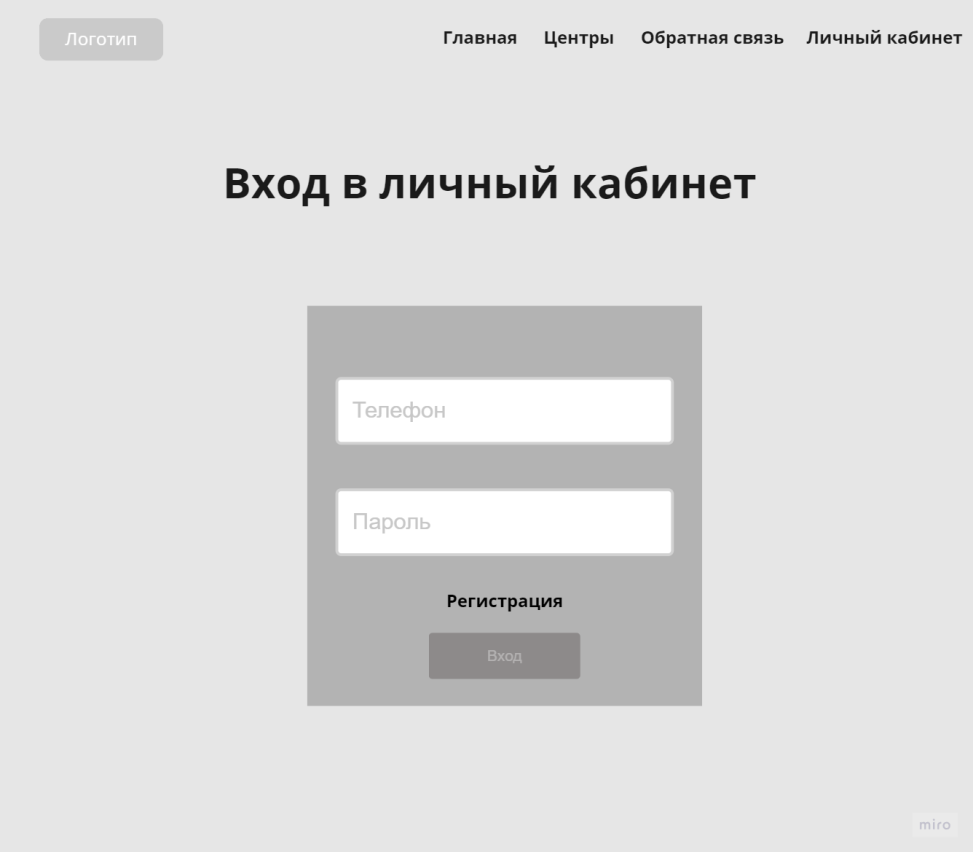 Логотип
Главная Центры Обратная связь Личный кабинет
Вход в личный кабинет
Телефон
Пароль
Регистрация
Вход
miro